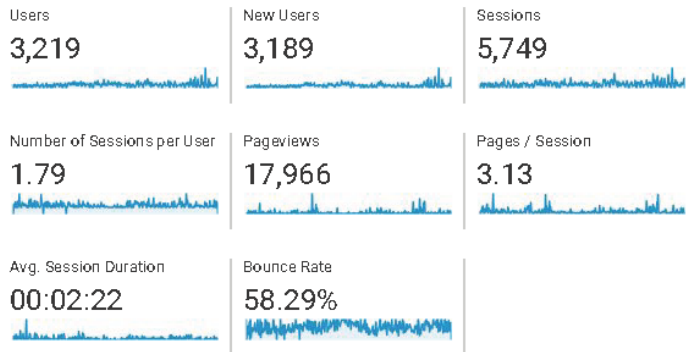 Users
3,219
New Users
3,189
Sessions
5,749
Number of Sessions per User
1.79
Pageviews
17,966
Pages / Session
3.13
Avg. Session Duration
00:02:22
Bounce Rate
58.29%